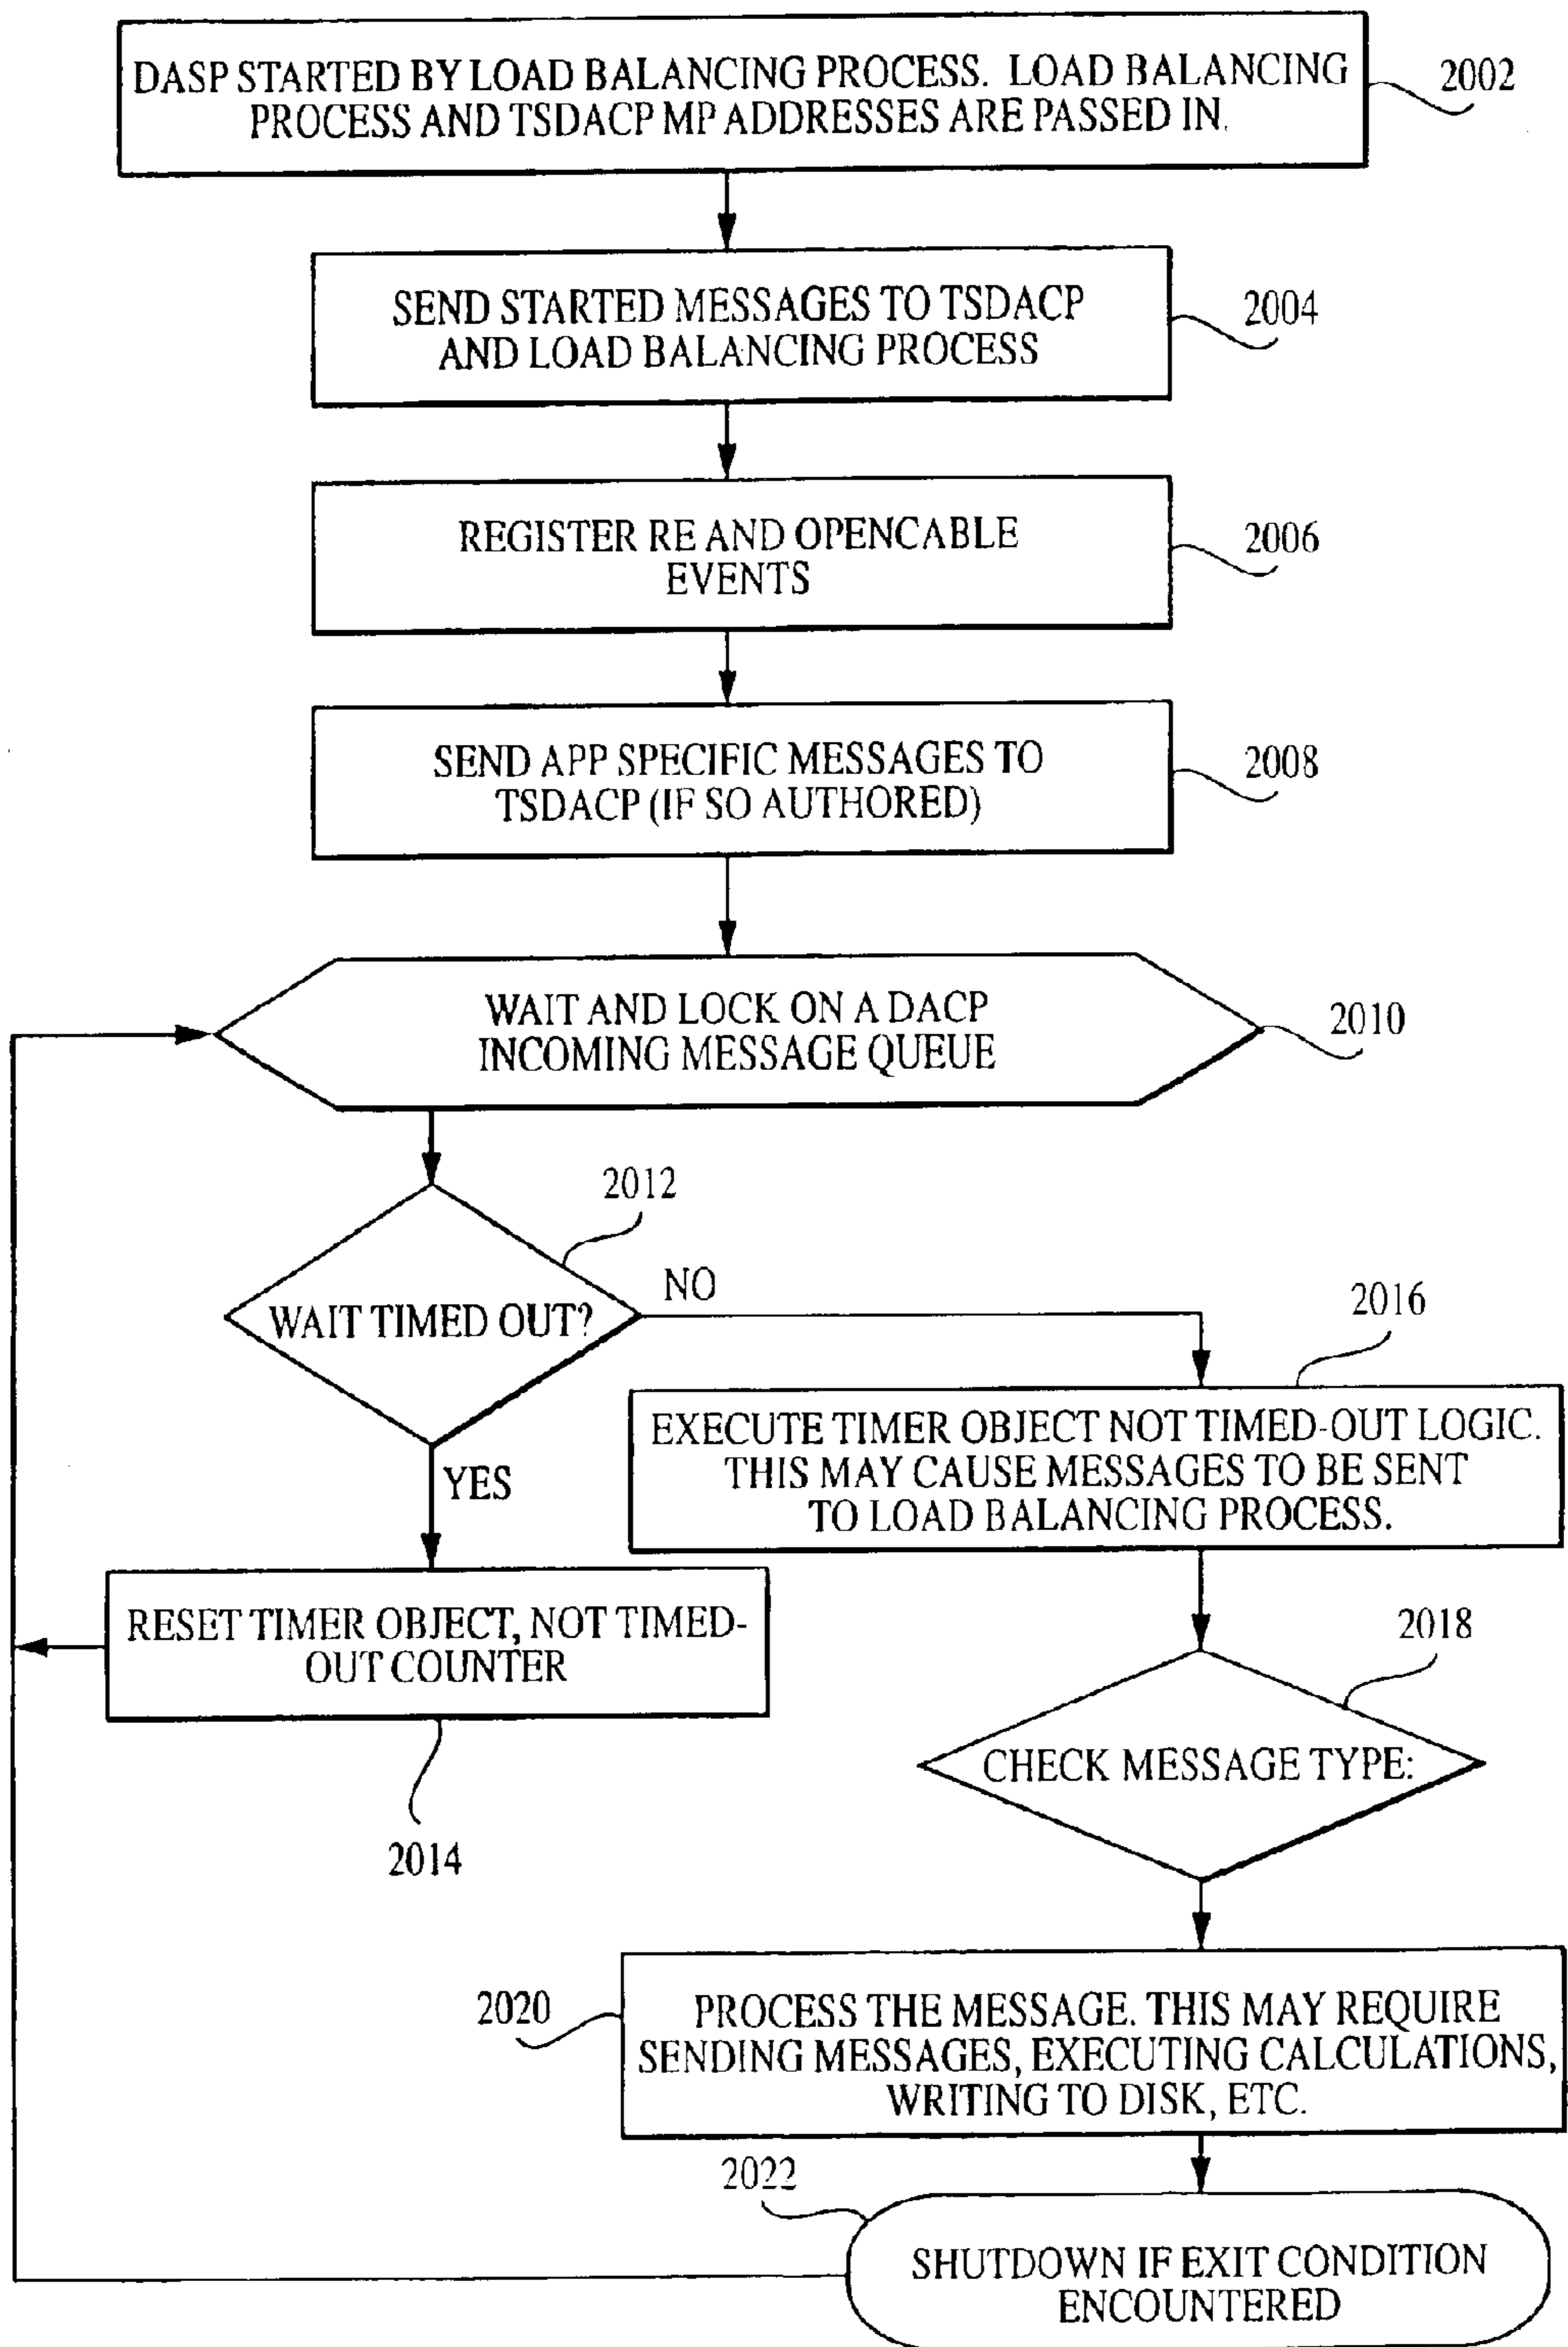 DASP STARTED BY LOAD BALANCING PROCESS. LOAD BALANCING
PROCESS AND TSDACP MP ADDRESSES ARE PASSED IN.
2002
SEND STARTED MESSAGES TO TSDACP
AND LOAD BALANCING PROCESS
2004
REGISTER RE AND OPENCABLE
EVENTS
2006
SEND APP SPECIFIC MESSAGES TO
TSDACP (IF SO AUTHORED)
2008
WAIT AND LOCK ON A DACP
INCOMING MESSAGE QUEUE
2010
2012
WAIT TIMED OUT?
NO
YES
2016
EXECUTE TIMER OBJECT NOT TIMED-OUT LOGIC.
THIS MAY CAUSE MESSAGES TO BE SENT
TO LOAD BALANCING PROCESS.
RESET TIMER OBJECT, NOT TIMED-
OUT COUNTER
2014
2018
CHECK MESSAGE TYPE:
2020
PROCESS THE MESSAGE. THIS MAY REQUIRE
SENDING MESSAGES, EXECUTING CALCULATIONS,
WRITING TO DISK, ETC.
2022
SHUTDOWN IF EXIT CONDITION
ENCOUNTERED